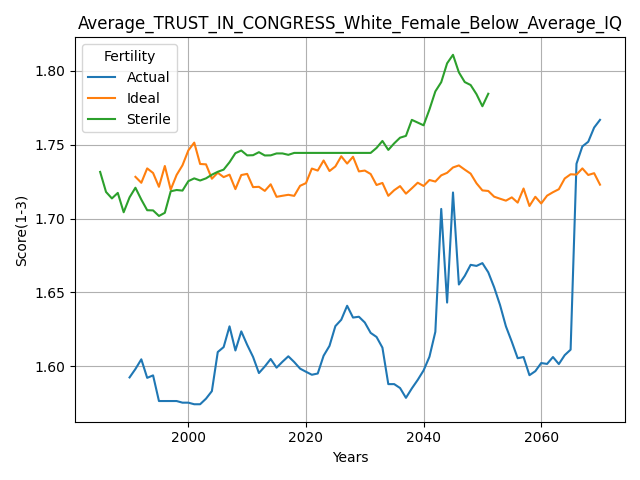 Average_TRUST_IN_CONGRESS_White_Female_Below_Average_IQ
Fertility
Actual
Ideal
Sterile
1.80
1.75
1.70
1.65
1.60
Score(1-3)
2000
2020
2040
2060
Years